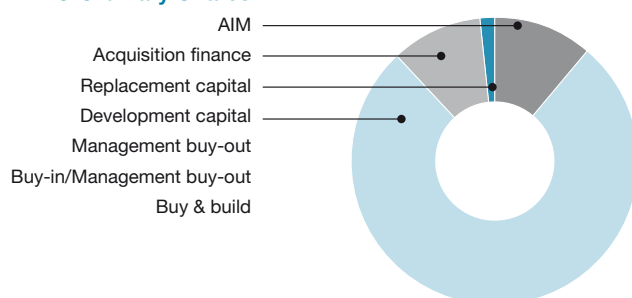 AIM
Acquisition finance
Replacement capital
Development capital
Management buy-out
Buy-in/Management buy-out
Buy & build